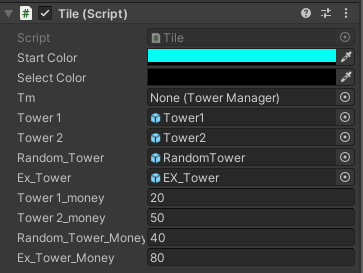 Tile (Script)
Script Tile
Start Color
Select Color
Tm None (Tower Manager)
Tower 1 Tower1
Tower 2 Tower2
Random_Tower RandomTower
Ex_Tower EX_Tower
Tower 1_money 20
Tower 2_money 50
Random_Tower_Money 40
Ex_Tower_Money 80